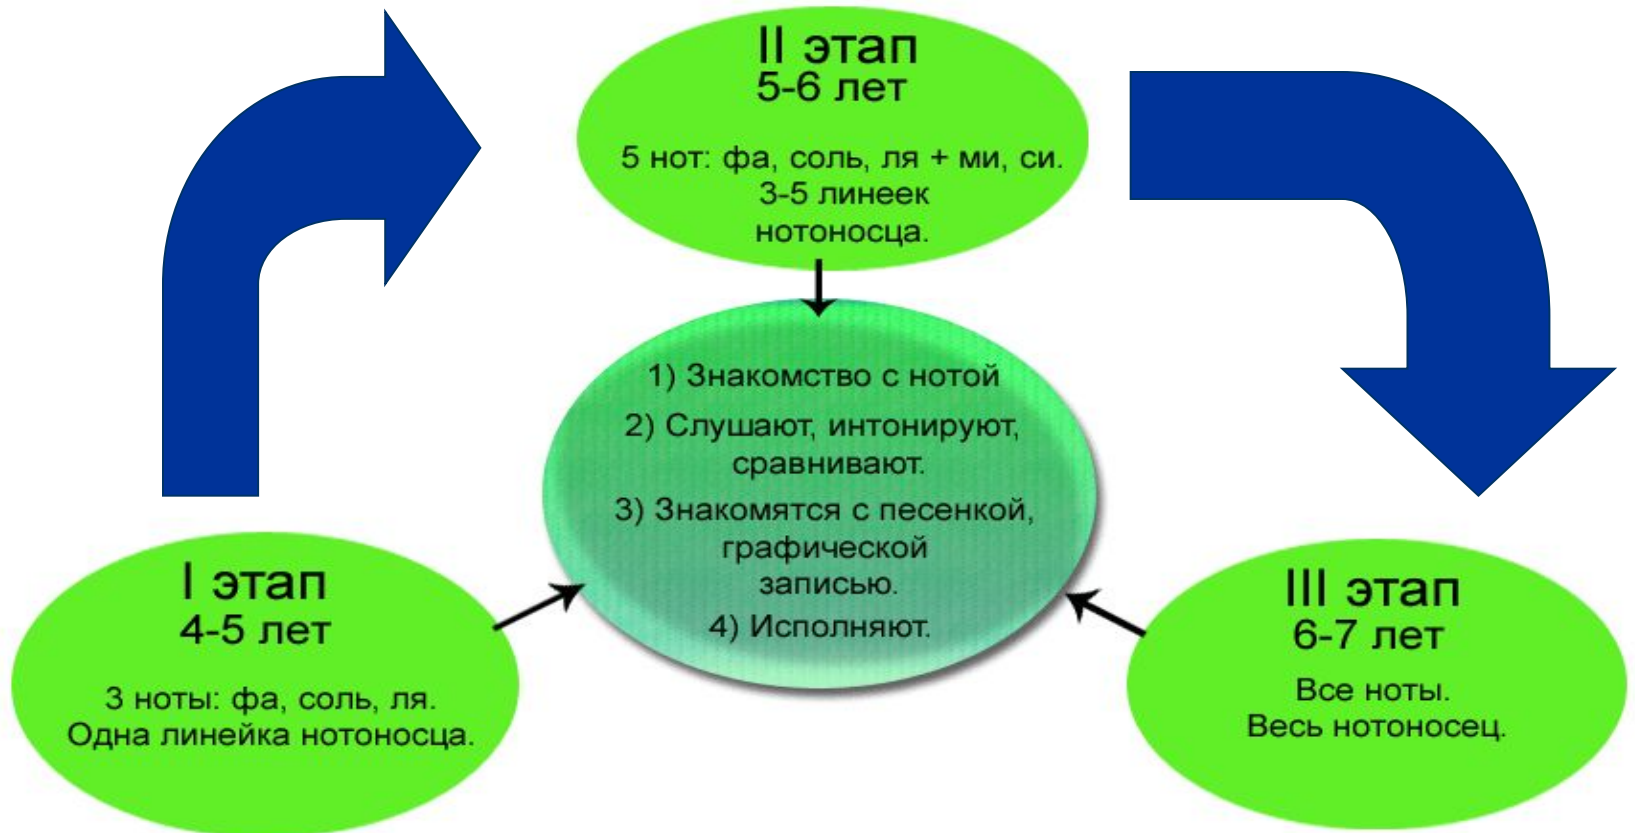 II этап
5-6 лет
5 нот: фа, соль, ля + ми, си.
3-5 линеек
нотоносца.
1) Знакомство с нотой
2) Слушают, интонируют,
сравнивают.
3) Знакомятся с песенкой,
графической
записью.
4) Исполняют.
I этап
4-5 лет
3 ноты: фа, соль, ля.
Одна линейка нотоносца.
III этап
6-7 лет
Все ноты.
Весь нотоносец.